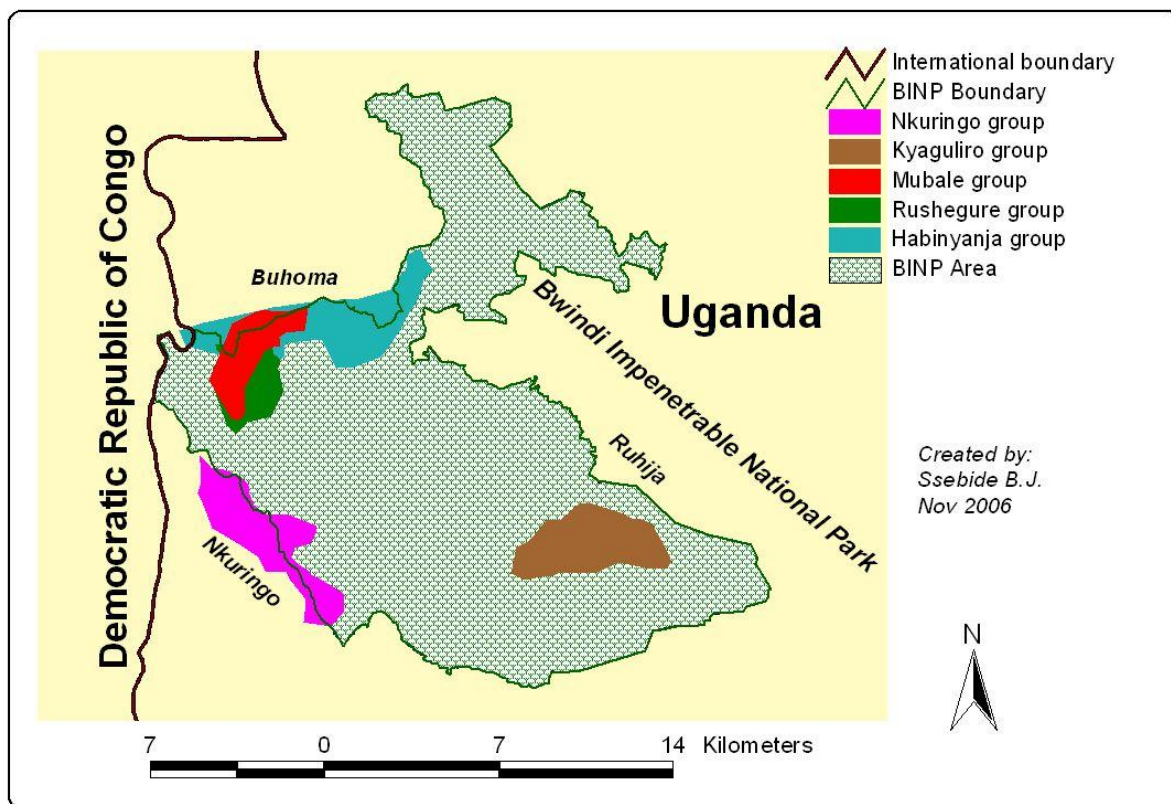 International boundary
BINP Boundary
Nkuringo group
Kyaguliro group
Mubale group
Rushegure group
Habinyanja group
BINP Area
Democratic Republic of Congo
Buhoma
Uganda
Bwindi Impenetrable National Park
Ruhija
Nkuringo
Created by:
Ssebide B.J.
Nov 2006
N
7 0 7 14 Kilometers